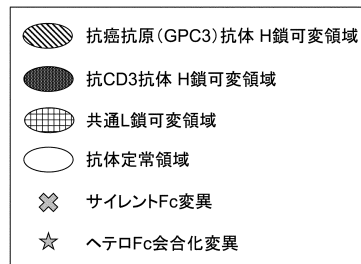 抗癌抗原(GPC3)抗体 H鎖可変領域
抗CD3抗体 H鎖可変領域
共通L鎖可変領域
抗体定常領域
サイレントFc変異
ヘテロFc会合化変異